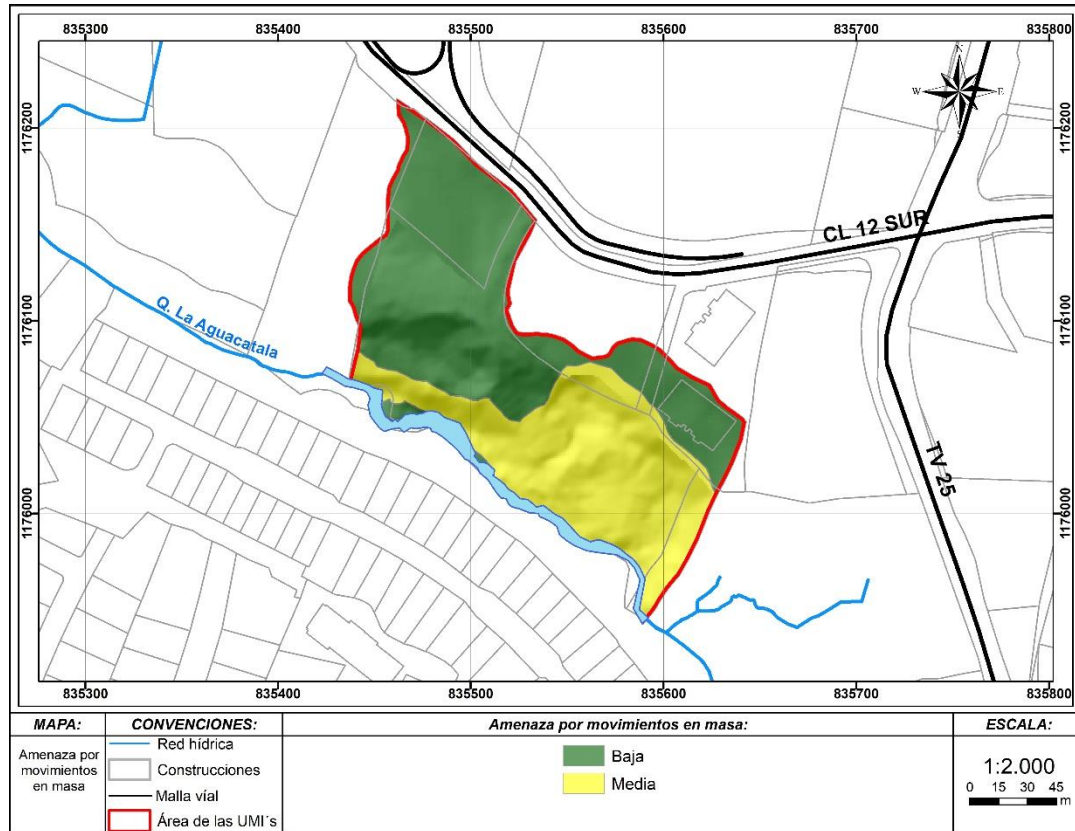 835300 835400 835500 835600 835700 835800
N
W E
S
1176200 1176200
CL 12 SUR
Q. La Aguacatala
1176100 1176100
TV 25
1176000 1176000
835300 835400 835500 835600 835700 835800
MAPA:
Amenaza por
movimientos
en masa
CONVENCIONES:
Red hídrica
Construcciones
Malla víal
Área de las UMI´s
Amenaza por movimientos en masa:
Baja
Media
ESCALA:
1:2.000
0 15 30 45
m